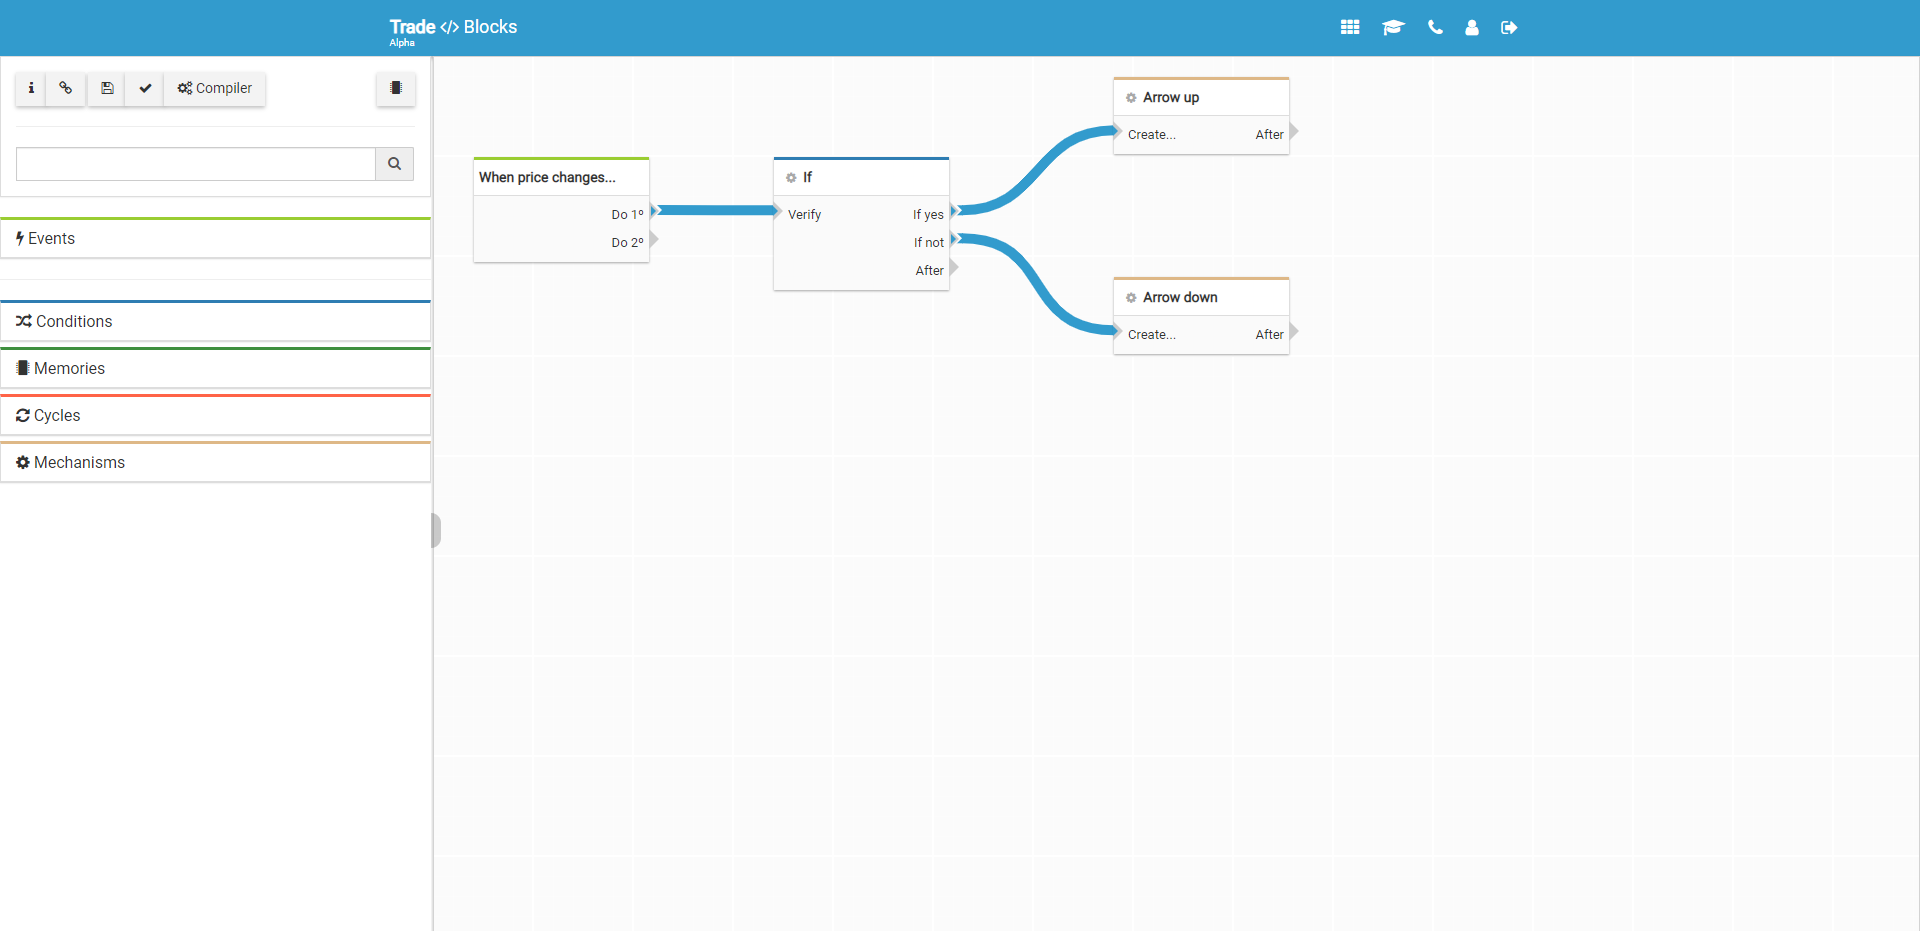 Trade </> Blocks
Alpha
Compiler
Events
Conditions
Memories
Cycles
Mechanisms
When price changes...
Do 1º
Do 2º
If
Verify
If yes
If not
After
Arrow up
Create...
After
Arrow down
Create...
After